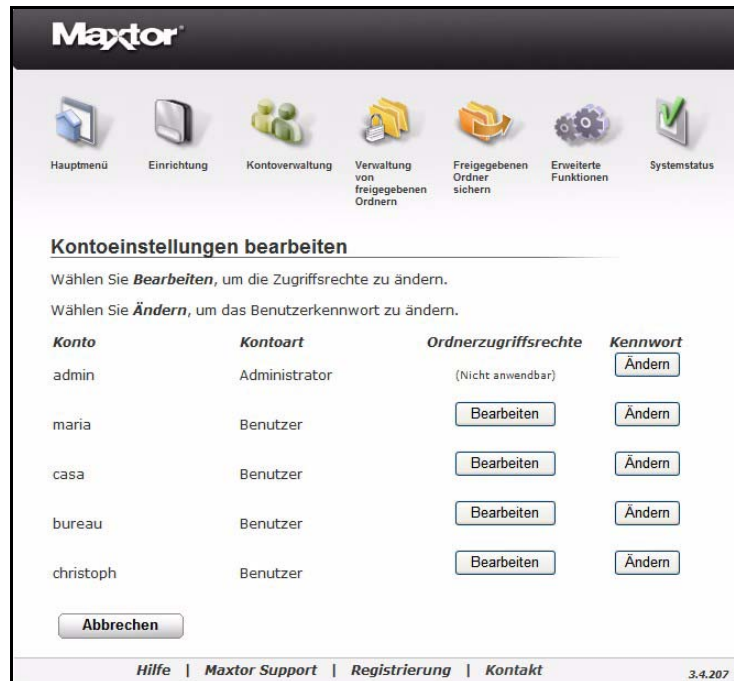 Maxtor
Hauptmenü
Einrichtung
Kontoverwaltung
Verwaltung
von
freigegebenen
Ordnern
Freigegebenen
Ordner
sichern
Erweiterte
Funktionen
Systemstatus
Kontoeinstellungen bearbeiten
Wählen Sie Bearbeiten, um die Zugriffsrechte zu ändern.
Wählen Sie Ändern, um das Benutzerkennwort zu ändern.
Konto Kontoart Ordnerzugriffsrechte Kennwort
admin Administrator (Nicht anwendbar) Ändern
maria Benutzer Bearbeiten Ändern
casa Benutzer Bearbeiten Ändern
bureau Benutzer Bearbeiten Ändern
christoph Benutzer Bearbeiten Ändern
Abbrechen
Hilfe | Maxtor Support | Registrierung | Kontakt 3.4.207